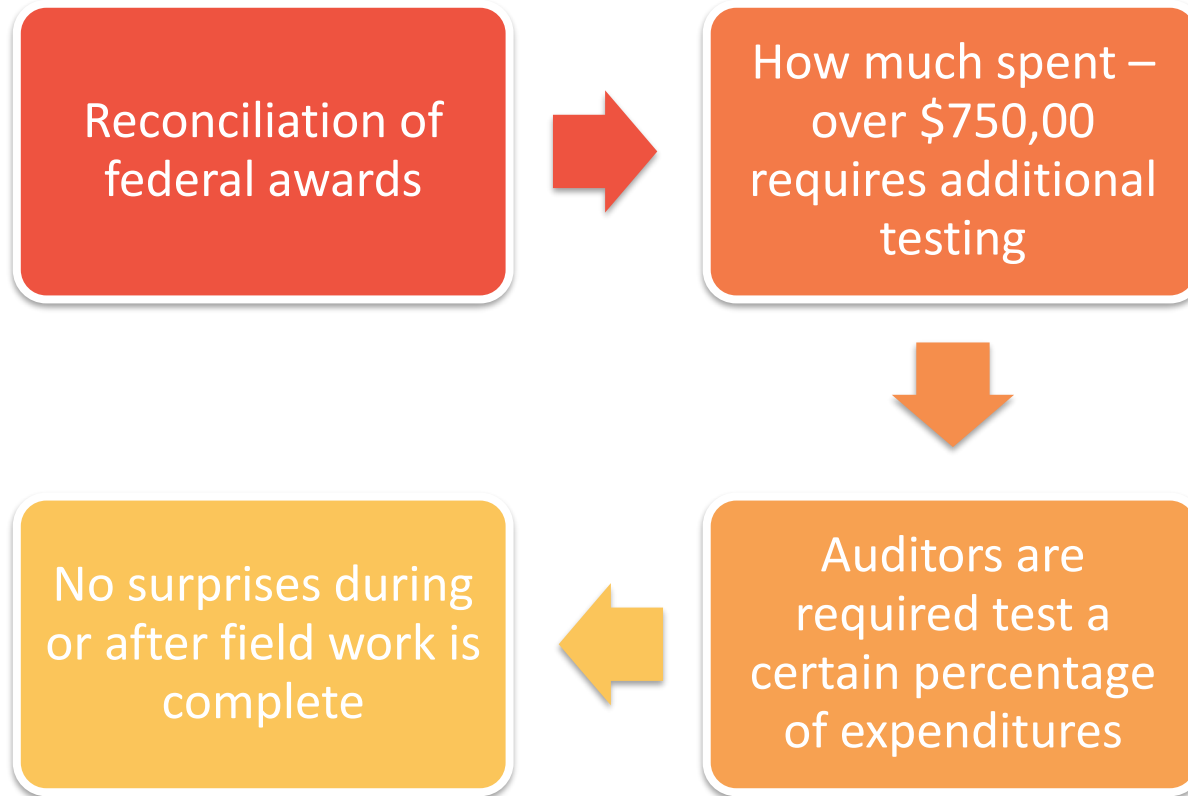 Reconciliation of
federal awards
How much spent –
over $750,00
requires additional
testing
Auditors are
required test a
certain percentage
of expenditures
No surprises during
or after field work is
complete